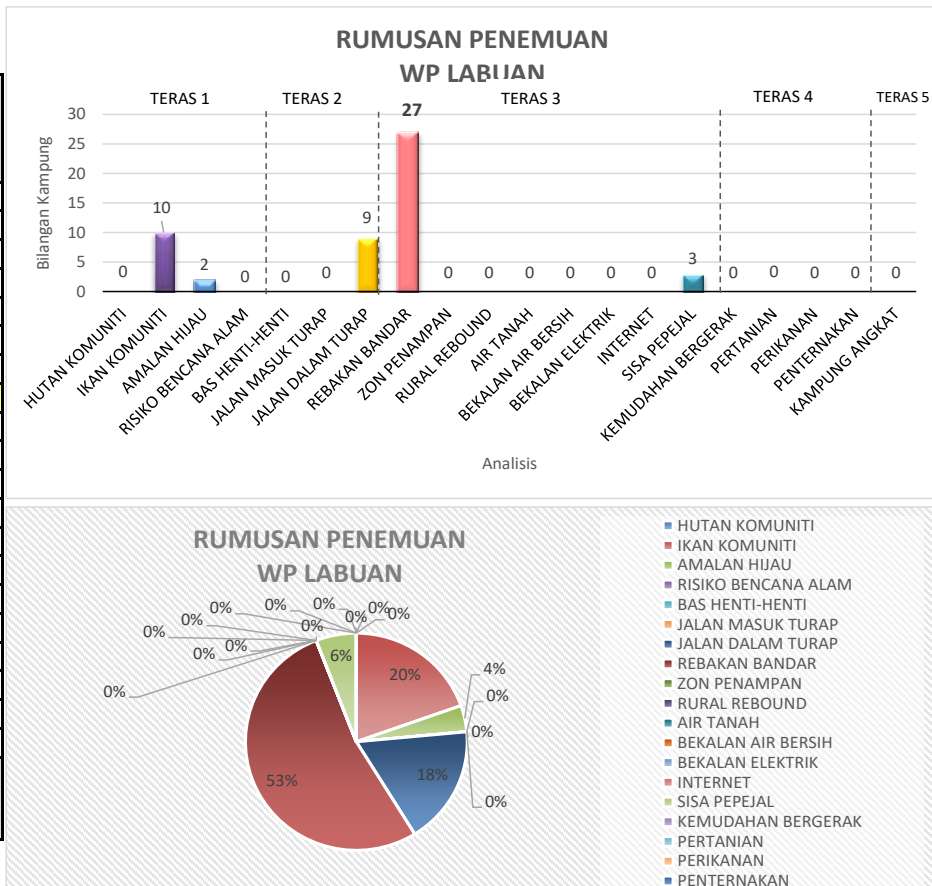 RUMUSAN PENEMUAN
WP LABUAN
TERAS 1 TERAS 2 TERAS 3 TERAS 4 TERAS 5
Bilangan Kampung
30
25
20
15
10
5
0
0 10 2 0 0 0 9 27 0 0 0 0 0 0 3 0 0 0 0 0
HUTAN KOMUNITI
IKAN KOMUNITI
AMALAN HIJAU
RISIKO BENCANA ALAM
BAS HENTI-HENTI
JALAN MASUK TURAP
JALAN DALAM TURAP
REBAKAN BANDAR
ZON PENAMPAN
RURAL REBOUND
AIR TANAH
BEKALAN AIR BERSIH
BEKALAN ELEKTRIK
INTERNET
SISA PEPEJAL
KEMUDAHAN BERGERAK
PERTANIAN
PERIKANAN
PENTERNAKAN
KAMPUNG ANGKAT
Analisis
RUMUSAN PENEMUAN
WP LABUAN
0% 0% 0% 0%
0% 0% 0%
0% 0%
0% 0%
0%
6%
20%
4%
0%
0%
18%
0%
53%
HUTAN KOMUNITI
IKAN KOMUNITI
AMALAN HIJAU
RISIKO BENCANA ALAM
BAS HENTI-HENTI
JALAN MASUK TURAP
JALAN DALAM TURAP
REBAKAN BANDAR
ZON PENAMPAN
RURAL REBOUND
AIR TANAH
BEKALAN AIR BERSIH
BEKALAN ELEKTRIK
INTERNET
SISA PEPEJAL
KEMUDAHAN BERGERAK
PERTANIAN
PERIKANAN
PENTERNAKAN